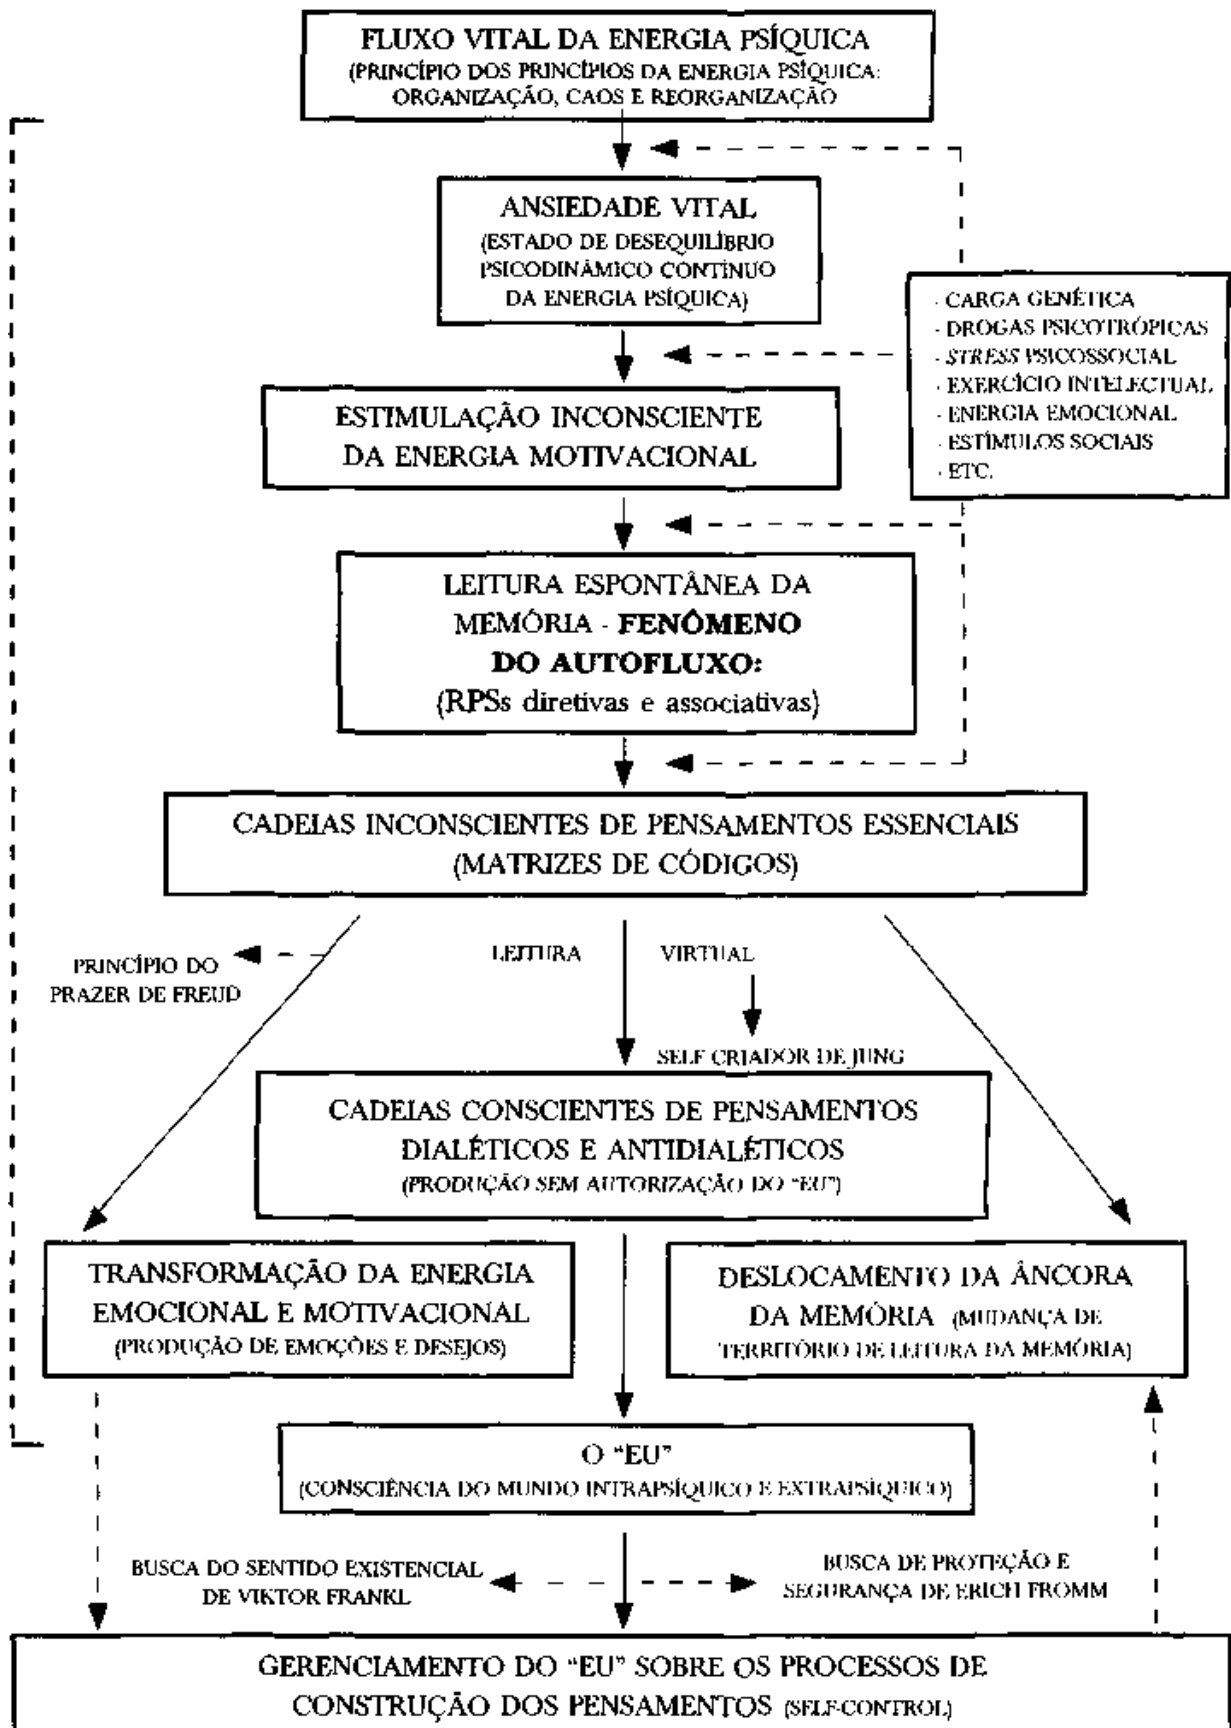 FLUXO VITAL DA ENERGIA PSÍQUICA
(PRINCÍPIO DOS PRINCÍPIOS DA ENERGIA PSÍQUICA:
ORGANIZAÇÃO, CAOS E REORGANIZAÇÃO
ANSIEDADE VITAL
(ESTADO DE DESEQUILÍBRIO
PSICODINÂMICO CONTÍNUO
DA ENERGIA PSÍQUICA)
- CARGA GENÉTICA
- DROGAS PSICOTRÓPICAS
- STRESS PSICOSSOCIAL
- EXERCÍCIO INTELECTUAL
- ENERGIA EMOCIONAL
- ESTÍMULOS SOCIAIS
- ETC.
ESTIMULAÇÃO INCONSCIENTE
DA ENERGIA MOTIVACIONAL
LEITURA ESPONTÂNEA DA
MEMÓRIA - FENÔMENO
DO AUTOFLUXO:
(RPSs diretivas e associativas)
CADEIAS INCONSCIENTES DE PENSAMENTOS ESSENCIAIS
(MATRIZES DE CÓDIGOS)
PRINCÍPIO DO
PRAZER DE FREUD
LEITURA VIRTUAL
SELF CRIADOR DE JUNG
CADEIAS CONSCIENTES DE PENSAMENTOS
DIALÉTICOS E ANTIDIALÉTICOS
(PRODUÇÃO SEM AUTORIZAÇÃO DO "EU")
TRANSFORMAÇÃO DA ENERGIA
EMOCIONAL E MOTIVACIONAL
(PRODUÇÃO DE EMOÇÕES E DESEJOS)
DESLOCAMENTO DA ÂNCORA
DA MEMÓRIA (MUDANÇA DE
TERRITÓRIO DE LEITURA DA MEMÓRIA)
O "EU"
(CONSCIÊNCIA DO MUNDO INTRAPSÍQUICO E EXTRAPSÍQUICO)
BUSCA DO SENTIDO EXISTENCIAL
DE VIKTOR FRANKL
BUSCA DE PROTEÇÃO E
SEGURANÇA DE ERICH FROMM
GERENCIAMENTO DO "EU" SOBRE OS PROCESSOS DE
CONSTRUÇÃO DOS PENSAMENTOS (SELF-CONTROL)